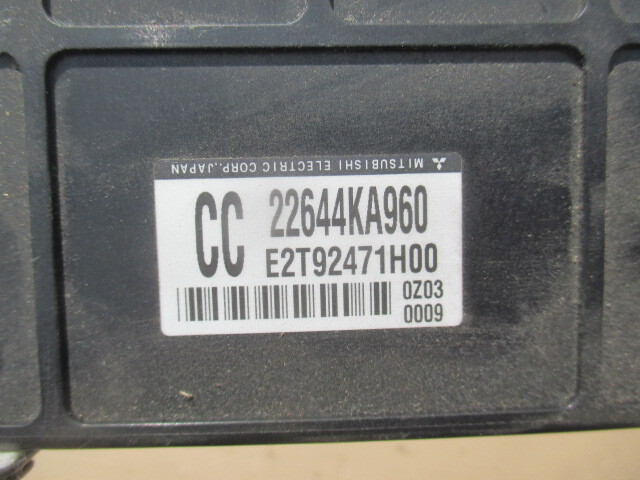 MITSUBISHI ELECTRIC CORP. JAPAN
CC 22644KA960
E2T92471H00
0Z03
0009